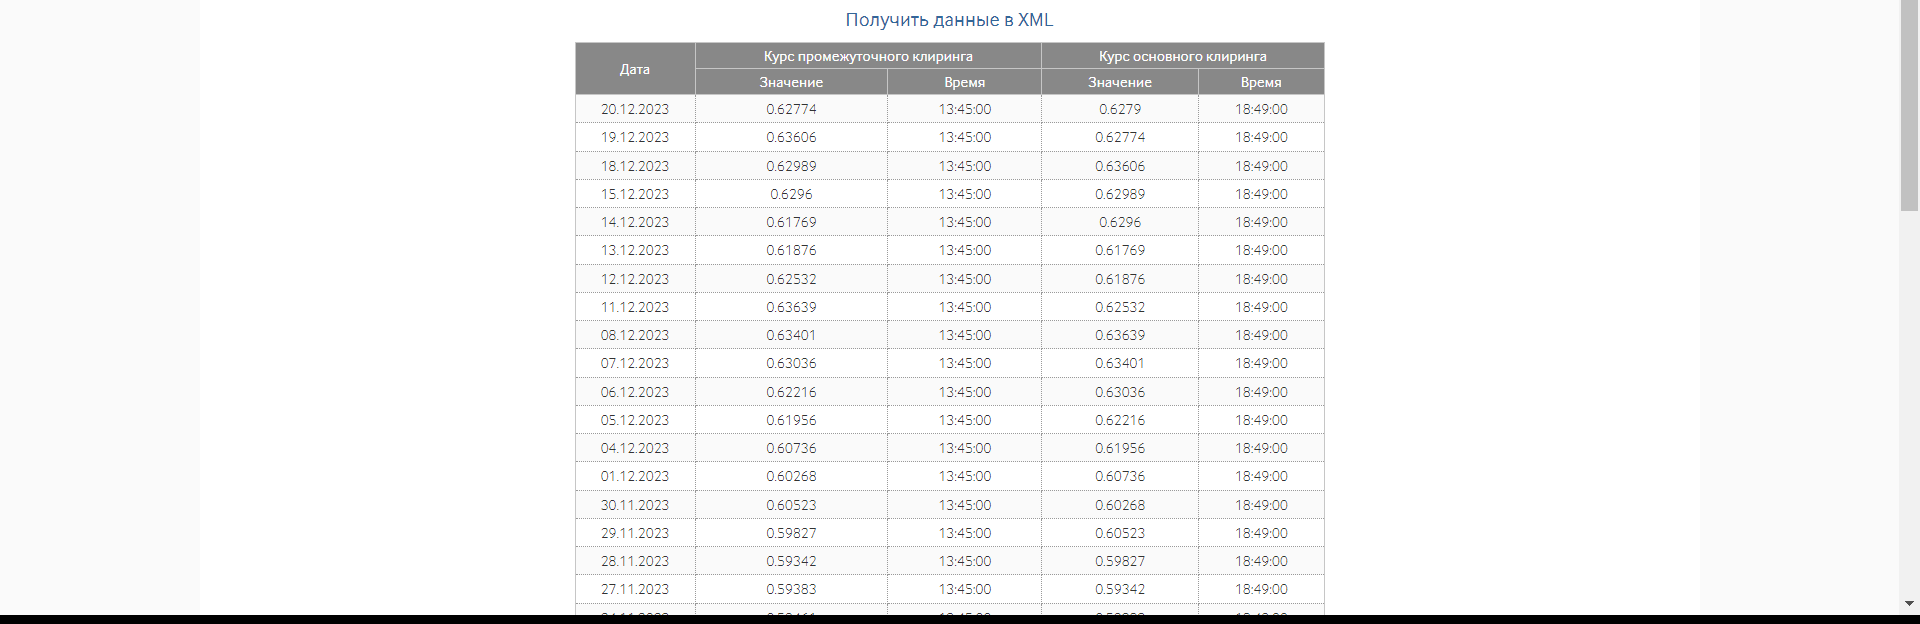 Получить данные в XML
Дата Курс промежуточного клиринга Курс основного клиринга
Значение Время Значение Время
20.12.2023 0.62774 13:45:00 0.6279 18:49:00
19.12.2023 0.63606 13:45:00 0.62774 18:49:00
18.12.2023 0.62989 13:45:00 0.63606 18:49:00
15.12.2023 0.6296 13:45:00 0.62989 18:49:00
14.12.2023 0.61769 13:45:00 0.6296 18:49:00
13.12.2023 0.61876 13:45:00 0.61769 18:49:00
12.12.2023 0.62532 13:45:00 0.61876 18:49:00
11.12.2023 0.63639 13:45:00 0.62532 18:49:00
08.12.2023 0.63401 13:45:00 0.63639 18:49:00
07.12.2023 0.63036 13:45:00 0.63401 18:49:00
06.12.2023 0.62216 13:45:00 0.63036 18:49:00
05.12.2023 0.61956 13:45:00 0.62216 18:49:00
04.12.2023 0.60736 13:45:00 0.61956 18:49:00
01.12.2023 0.60268 13:45:00 0.60736 18:49:00
30.11.2023 0.60523 13:45:00 0.60268 18:49:00
29.11.2023 0.59827 13:45:00 0.60523 18:49:00
28.11.2023 0.59342 13:45:00 0.59827 18:49:00
27.11.2023 0.59383 13:45:00 0.59342 18:49:00